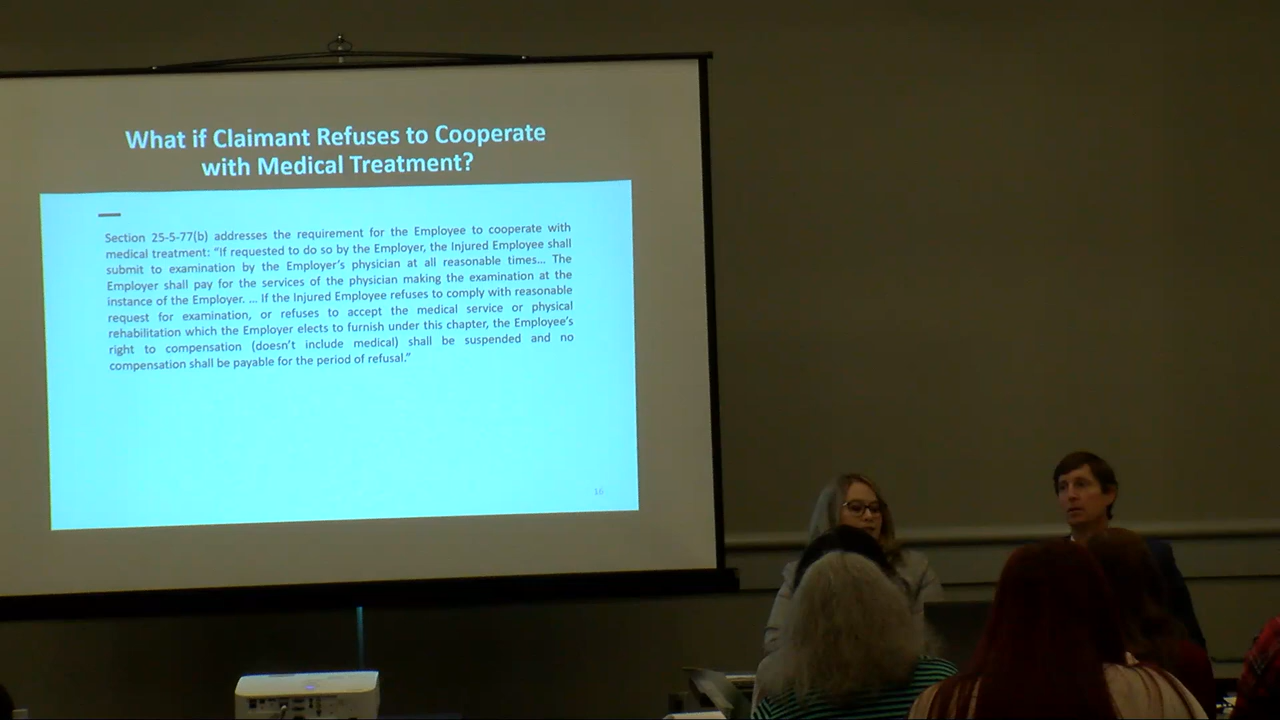 What if Claimant Refuses to Cooperate
with Medical Treatment?
Section 25-5-77(b) addresses the requirement for the Employee to cooperate with
medical treatment: “If requested to do so by the Employer, the Injured Employee shall
submit to examination by the Employer’s physician at all reasonable times... The
Employer shall pay for the services of the physician making the examination at the
instance of the Employer. ... If the Injured Employee refuses to comply with reasonable
request for examination, or refuses to accept the medical service or physical
rehabilitation which the Employer elects to furnish under this chapter, the Employee’s
right to compensation (doesn’t include medical) shall be suspended and no
compensation shall be payable for the period of refusal.”
16